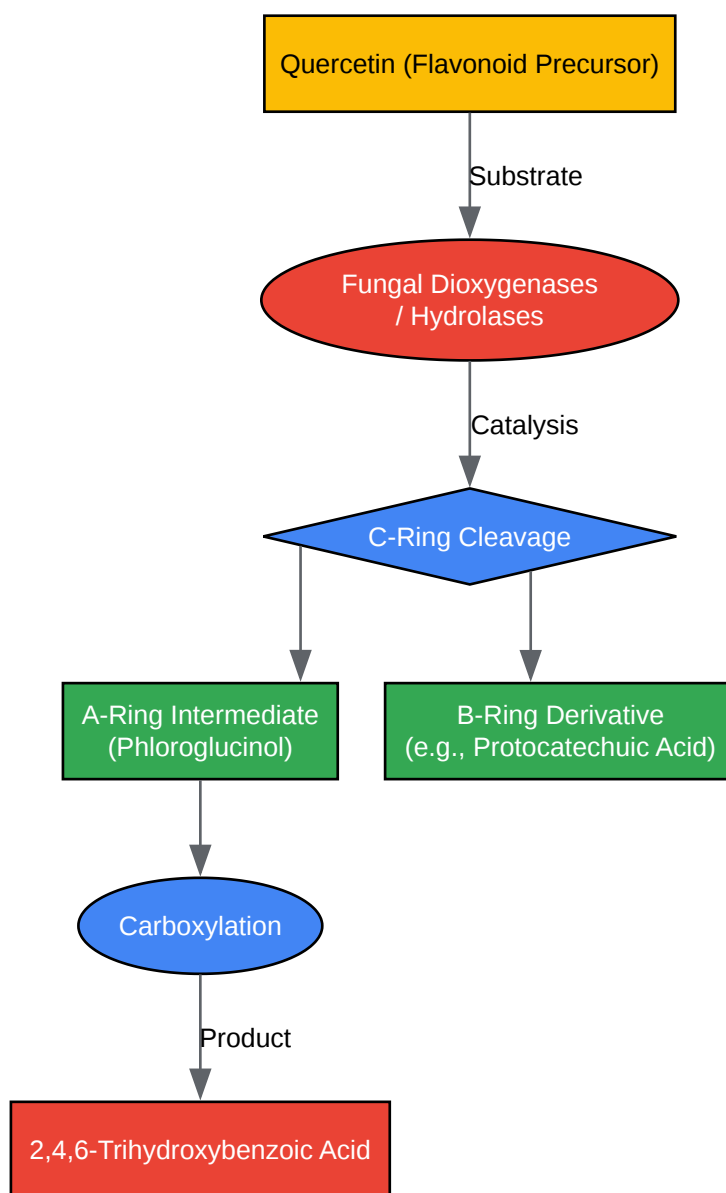 Quercetin (Flavonoid Precursor)
Substrate
Fungal Dioxygenases
/ Hydrolases
Catalysis
C-Ring Cleavage
A-Ring Intermediate
(Phloroglucinol)
B-Ring Derivative
(e.g., Protocatechuic Acid)
Carboxylation
Product
2,4,6-Trihydroxybenzoic Acid